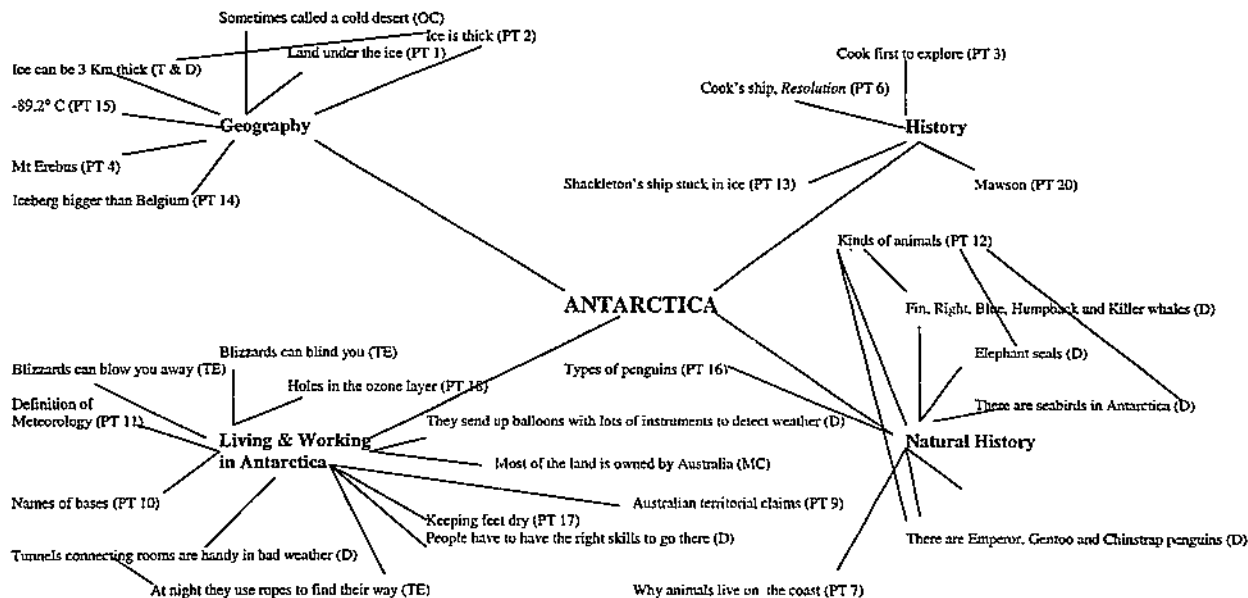 Sometimes called a cold desert (OC)
Ice is thick (PT 2)
Land under the ice (PT 1)
Ice can be 3 Km thick (T & D)
-89.2° C (PT 15)
Geography
Mt Erebus (PT 4)
Iceberg bigger than Belgium (PT 14)
Cook first to explore (PT 3)
Cook's ship, Resolution (PT 6)
History
Shackleton's ship stuck in ice (PT 13)
Mawson (PT 20)
ANTARCTICA
Kinds of animals (PT 12)
Fin, Right, Blue, Humpback and Killer whales (D)
Elephant seals (D)
Types of penguins (PT 16)
There are seabirds in Antarctica (D)
Natural History
There are Emperor, Gentoo and Chinstrap penguins (D)
Why animals live on the coast (PT 7)
Blizzards can blind you (TE)
Blizzards can blow you away (TE)
Holes in the ozone layer (PT 18)
Definition of
Meteorology (PT 11)
Living & Working
in Antarctica
They send up balloons with lots of instruments to detect weather (D)
Most of the land is owned by Australia (MC)
Names of bases (PT 10)
Australian territorial claims (PT 9)
Keeping feet dry (PT 17)
People have to have the right skills to go there (D)
Tunnels connecting rooms are handy in bad weather (D)
At night they use ropes to find their way (TE)